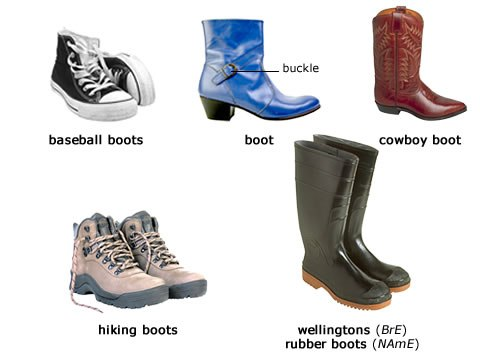 buckle
baseball boots
boot
cowboy boot
hiking boots
wellingtons (BrE)
rubber boots (NAmE)